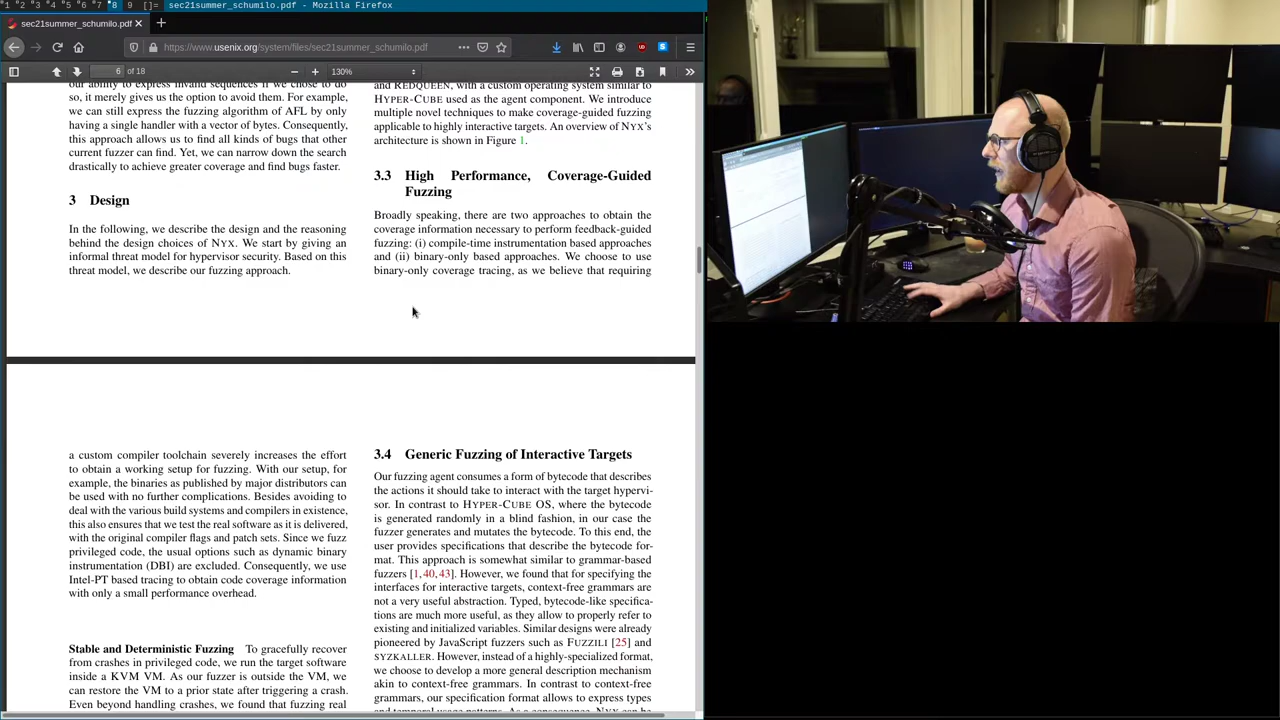 1 2 3 4 5 6 7 8 9 []= sec21summer_schumilo.pdf - Mozilla Firefox
sec21summer_schumilo.pdf
https://www.usenix.org/system/files/sec21summer_schumilo.pdf
6 of 18
130%
our ability to express invalid sequences if we chose to do
so, it merely gives us the option to avoid them. For example,
we can still express the fuzzing algorithm of AFL by only
having a single handler with a vector of bytes. Consequently,
this approach allows us to find all kinds of bugs that other
current fuzzer can find. Yet, we can narrow down the search
drastically to achieve greater coverage and find bugs faster.
3 Design
In the following, we describe the design and the reasoning
behind the design choices of NYX. We start by giving an
informal threat model for hypervisor security. Based on this
threat model, we describe our fuzzing approach.
and REDQUEEN, with a custom operating system similar to
HYPER-CUBE used as the agent component. We introduce
multiple novel techniques to make coverage-guided fuzzing
applicable to highly interactive targets. An overview of NYX's
architecture is shown in Figure 1.
3.3 High Performance, Coverage-Guided
Fuzzing
Broadly speaking, there are two approaches to obtain the
coverage information necessary to perform feedback-guided
fuzzing: (i) compile-time instrumentation based approaches
and (ii) binary-only based approaches. We choose to use
binary-only coverage tracing, as we believe that requiring
a custom compiler toolchain severely increases the effort
to obtain a working setup for fuzzing. With our setup, for
example, the binaries as published by major distributors can
be used with no further complications. Besides avoiding to
deal with the various build systems and compilers in existence,
this also ensures that we test the real software as it is delivered,
with the original compiler flags and patch sets. Since we fuzz
privileged code, the usual options such as dynamic binary
instrumentation (DBI) are excluded. Consequently, we use
Intel-PT based tracing to obtain code coverage information
with only a small performance overhead.
Stable and Deterministic Fuzzing To gracefully recover
from crashes in privileged code, we run the target software
inside a KVM VM. As our fuzzer is outside the VM, we
can restore the VM to a prior state after triggering a crash.
Even beyond handling crashes, we found that fuzzing real
3.4 Generic Fuzzing of Interactive Targets
Our fuzzing agent consumes a form of bytecode that describes
the actions it should take to interact with the target hypervi-
sor. In contrast to HYPER-CUBE OS, where the bytecode
is generated randomly in a blind fashion, in our case the
fuzzer generates and mutates the bytecode. To this end, the
user provides specifications that describe the bytecode for-
mat. This approach is somewhat similar to grammar-based
fuzzers [1,40,43]. However, we found that for specifying the
interfaces for interactive targets, context-free grammars are
not a very useful abstraction. Typed, bytecode-like specifica-
tions are much more useful, as they allow to properly refer to
existing and initialized variables. Similar designs were already
pioneered by JavaScript fuzzers such as FUZZILI [25] and
SYZKALLER. However, instead of a highly-specialized format,
we choose to develop a more general description mechanism
akin to context-free grammars. In contrast to context-free
grammars, our specification format allows to express types
and temporal usage patterns. As a consequence, NYX can be